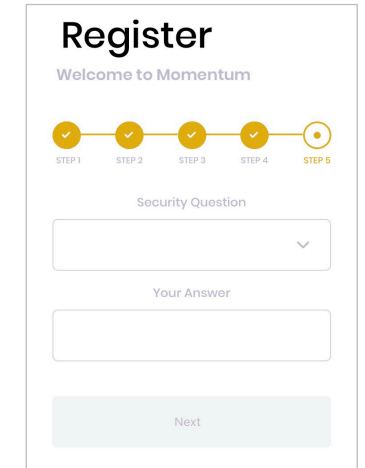 Register
Welcome to Momentum
STEP 1 STEP 2 STEP 3 STEP 4 STEP 5
Security Question
Your Answer
Next